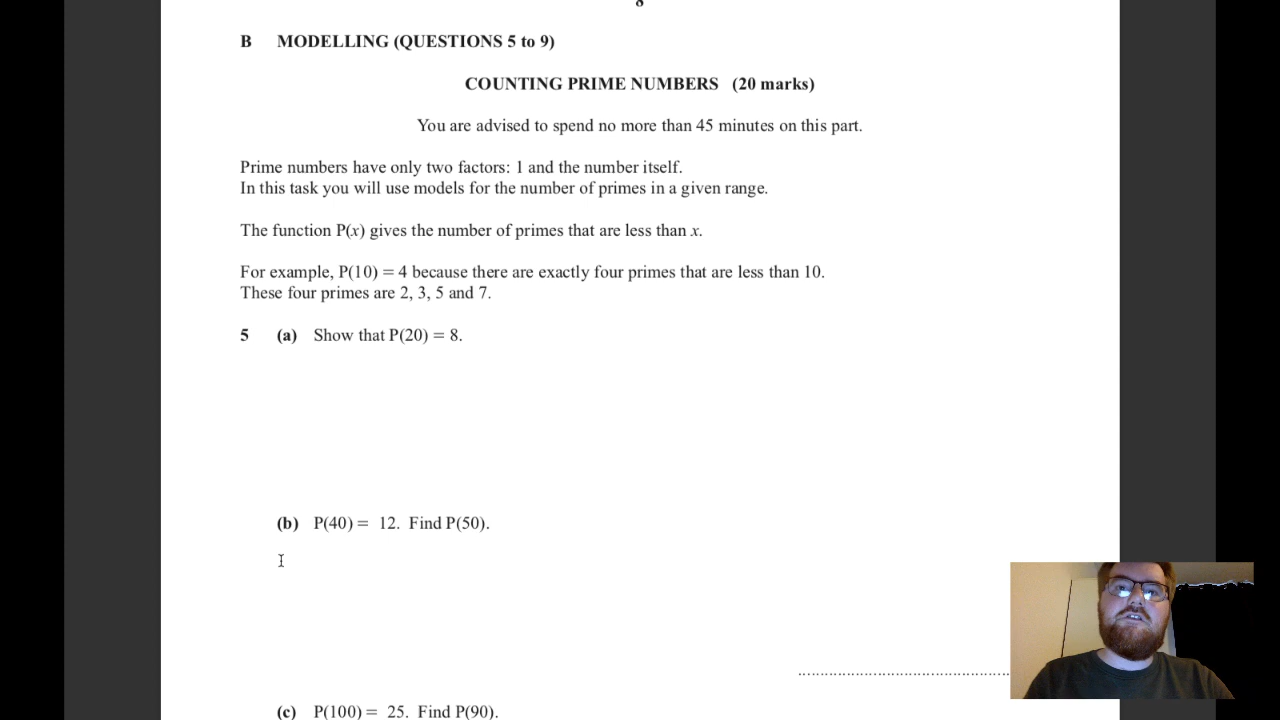 8
B MODELLING (QUESTIONS 5 to 9)
COUNTING PRIME NUMBERS (20 marks)
You are advised to spend no more than 45 minutes on this part.
Prime numbers have only two factors: 1 and the number itself.
In this task you will use models for the number of primes in a given range.
The function P(x) gives the number of primes that are less than x.
For example, P(10) = 4 because there are exactly four primes that are less than 10.
These four primes are 2, 3, 5 and 7.
5 (a) Show that P(20) = 8.
(b) P(40) = 12. Find P(50).
(c) P(100) = 25. Find P(90).